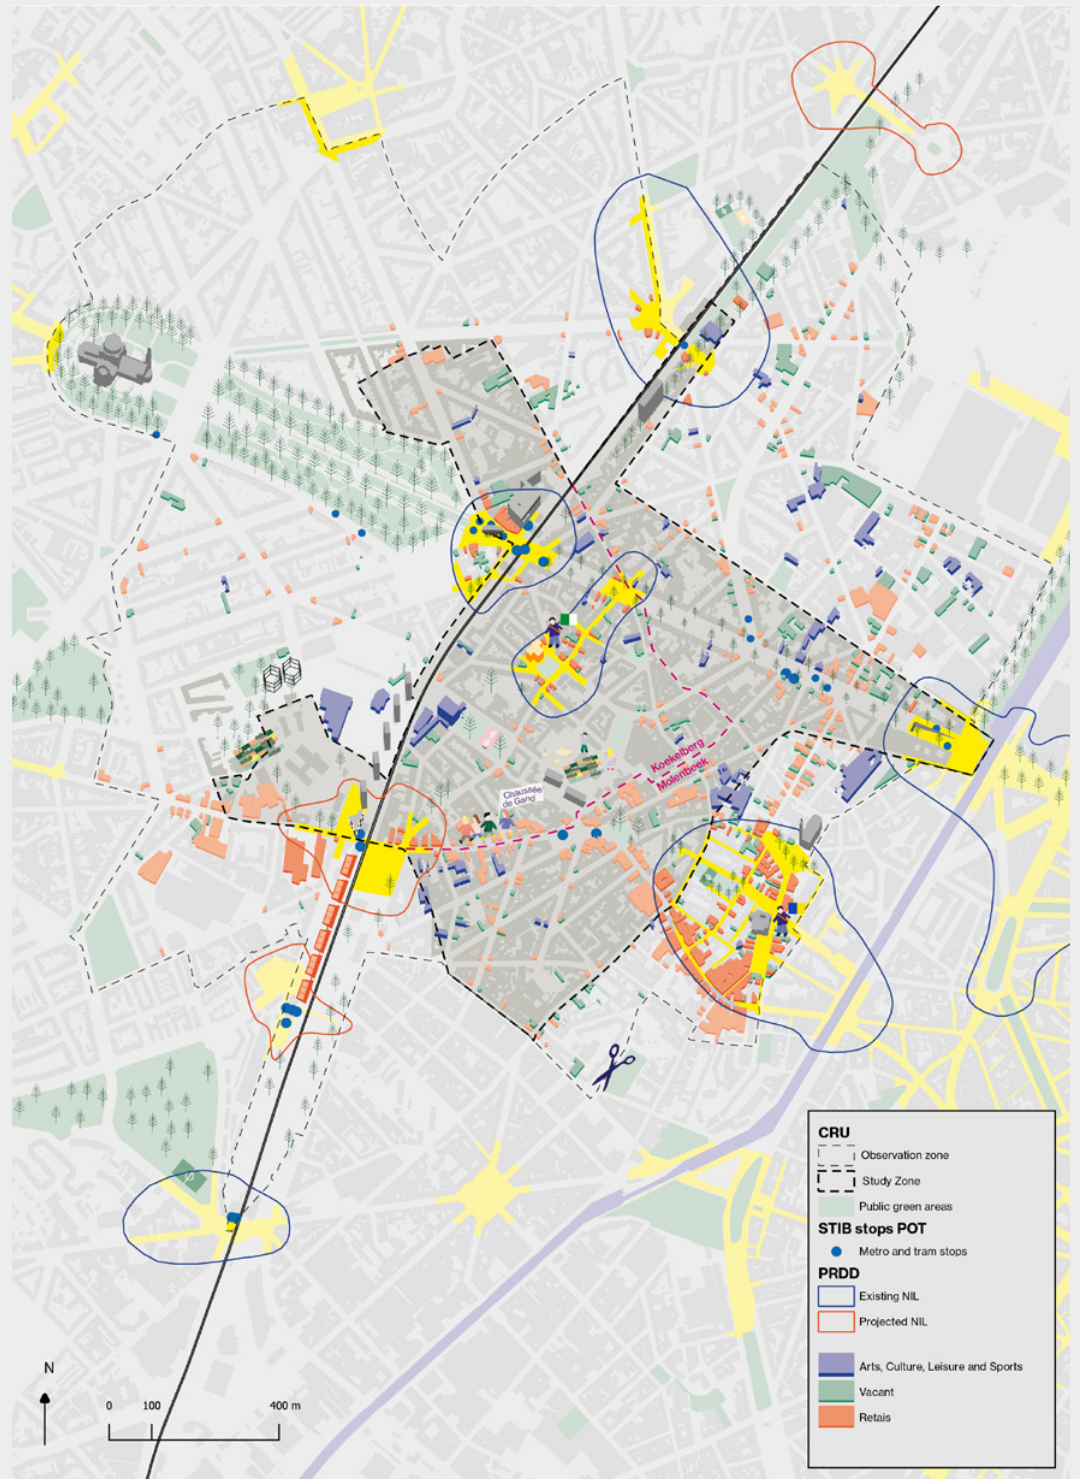 Koekelberg
Molenbeek
Chaussée
de Gand
CRU
Observation zone
Study Zone
Public green areas
STIB stops POT
Metro and tram stops
PRDD
Existing NIL
Projected NIL
Arts, Culture, Leisure and Sports
Vacant
Retais
N
0 100 400 m